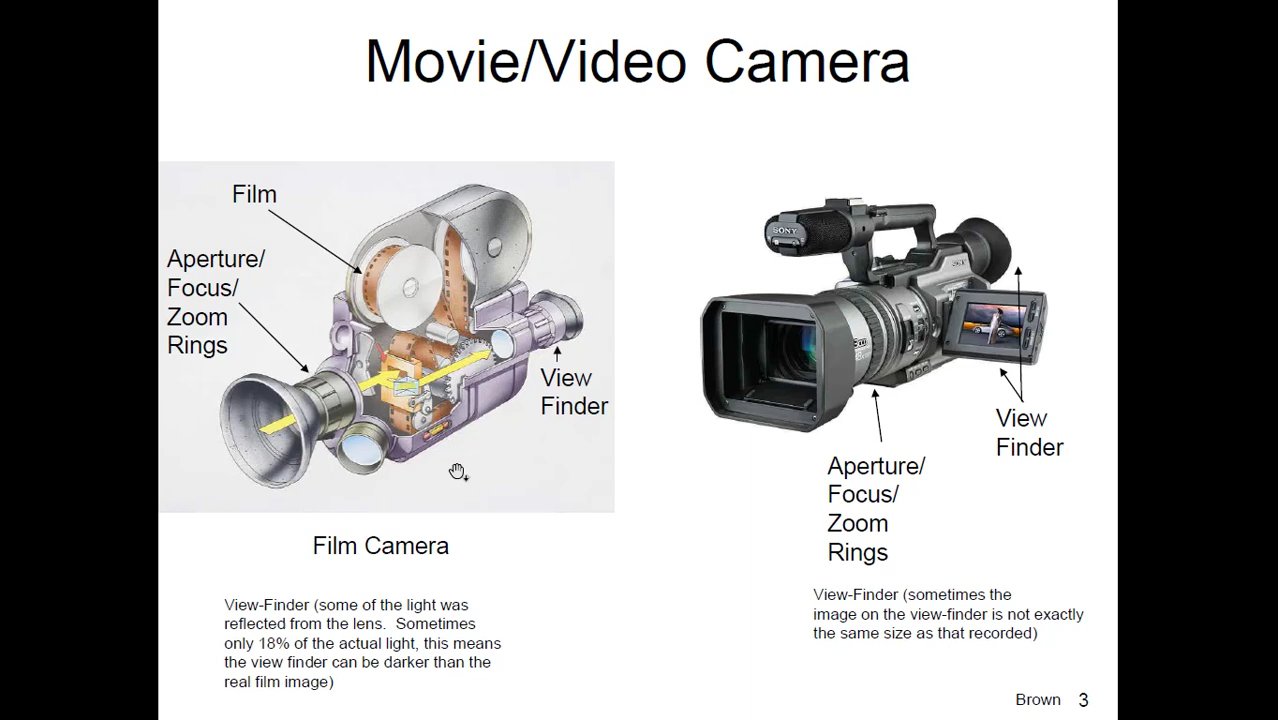 Movie/Video Camera
Film
Aperture/
Focus/
Zoom
Rings
View
Finder
Film Camera
View-Finder (some of the light was
reflected from the lens.  Sometimes
only 18% of the actual light, this means
the view finder can be darker than the
real film image)
SONY
View
Finder
Aperture/
Focus/
Zoom
Rings
View-Finder (sometimes the
image on the view-finder is not exactly
the same size as that recorded)
Brown 3